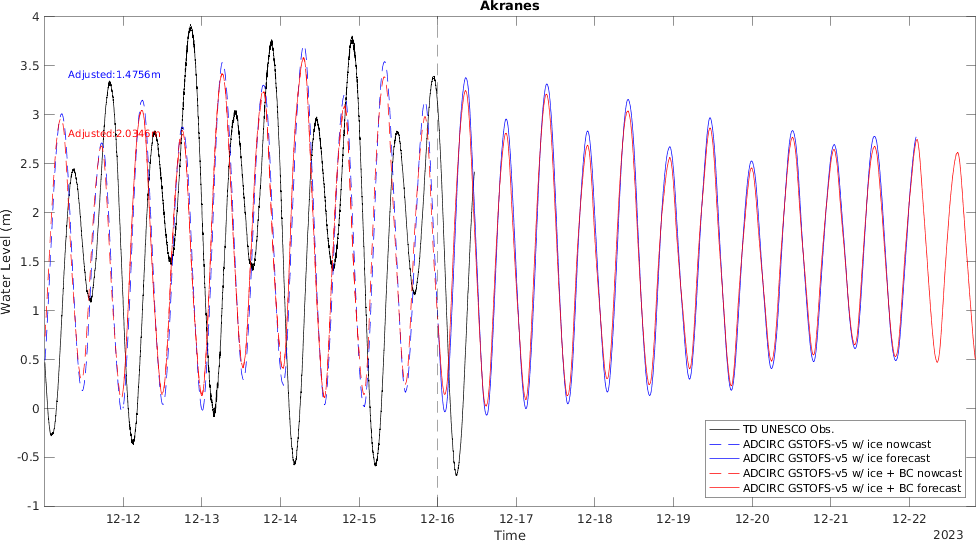 Akranes
4
3.5
3
2.5
2
1.5
1
0.5
0
-0.5
-1
Water Level (m)
Adjusted:1.4756m
Adjusted:2.0346m
TD UNESCO Obs.
ADCIRC GSTOFS-v5 w/ ice nowcast
ADCIRC GSTOFS-v5 w/ ice forecast
ADCIRC GSTOFS-v5 w/ ice + BC nowcast
ADCIRC GSTOFS-v5 w/ ice + BC forecast
12-12 12-13 12-14 12-15 12-16 12-17 12-18 12-19 12-20 12-21 12-22
Time
2023